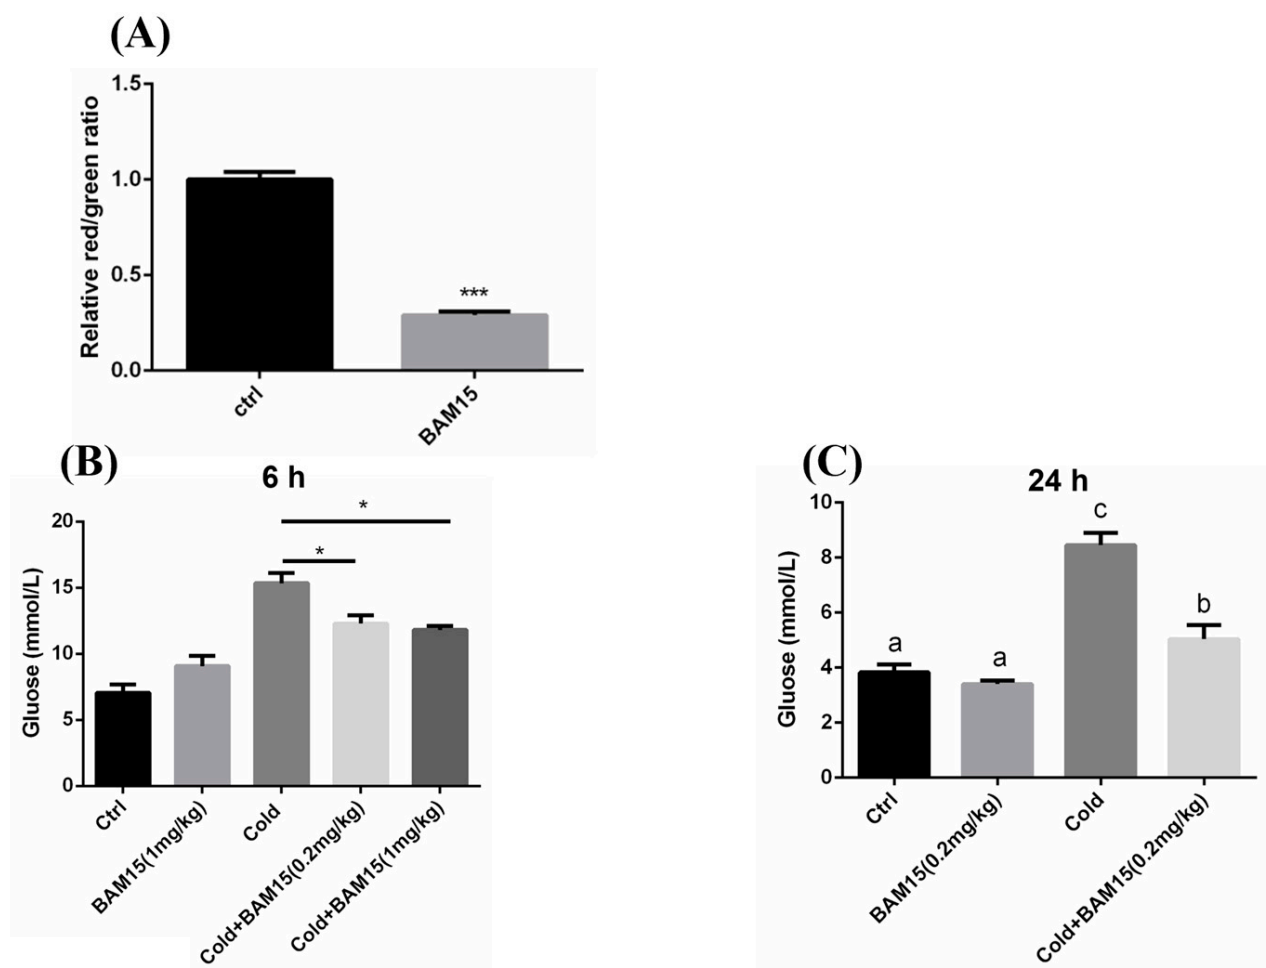 (A)
Relative red/green ratio
1.5
1.0
0.5
0.0
***
ctrl
BAM15
(B)
6 h
Gluose (mmol/L)
20
15
10
5
0
*
*
Ctrl
BAM15(1mg/kg)
Cold
Cold+BAM15(0.2mg/kg)
Cold+BAM15(1mg/kg)
(C)
24 h
Gluose (mmol/L)
10
8
6
4
2
0
a
a
c
b
Ctrl
BAM15(0.2mg/kg)
Cold
Cold+BAM15(0.2mg/kg)